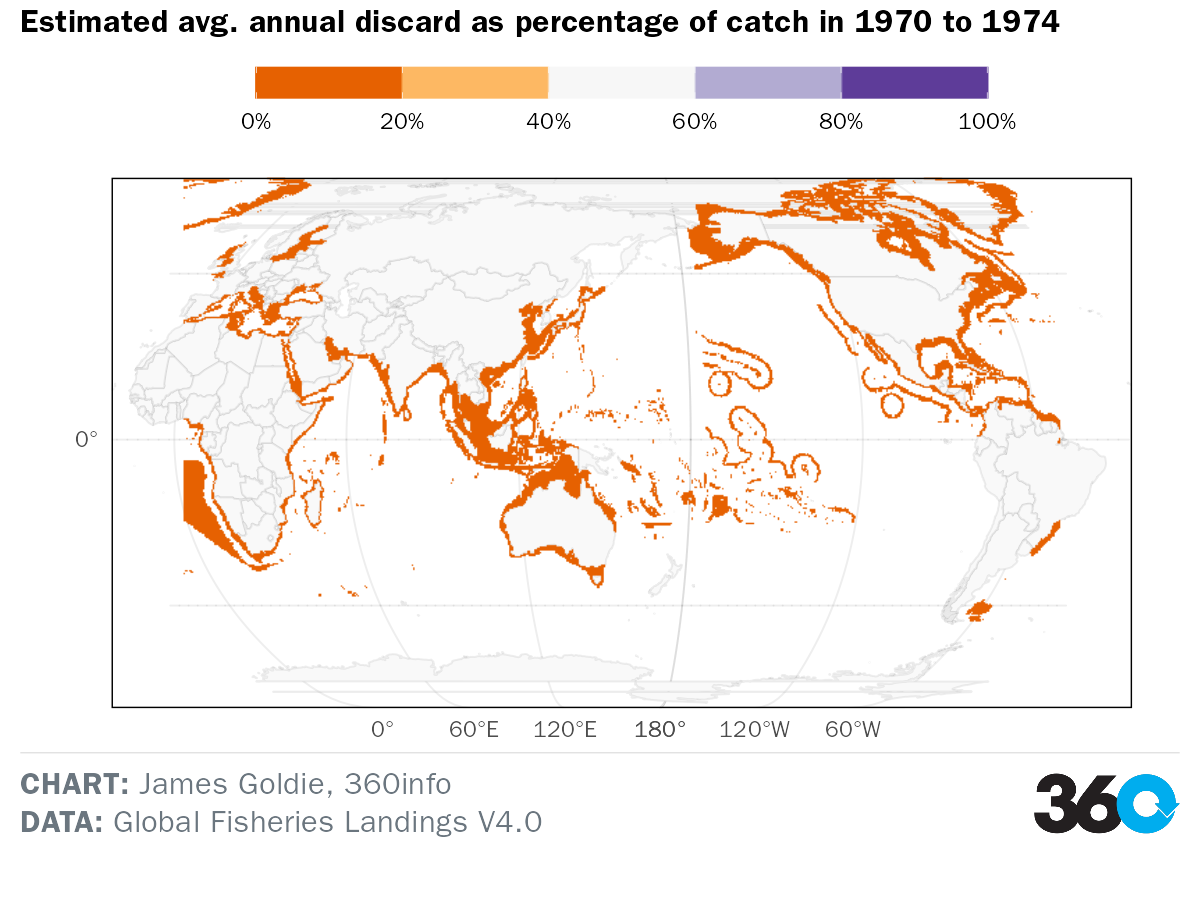 Estimated avg. annual discard as percentage of catch in 1970 to 1974
0% 20% 40% 60% 80% 100%
0°
0° 60°E 120°E 180° 120°W 60°W
CHART: James Goldie, 360info
DATA: Global Fisheries Landings V4.0
360